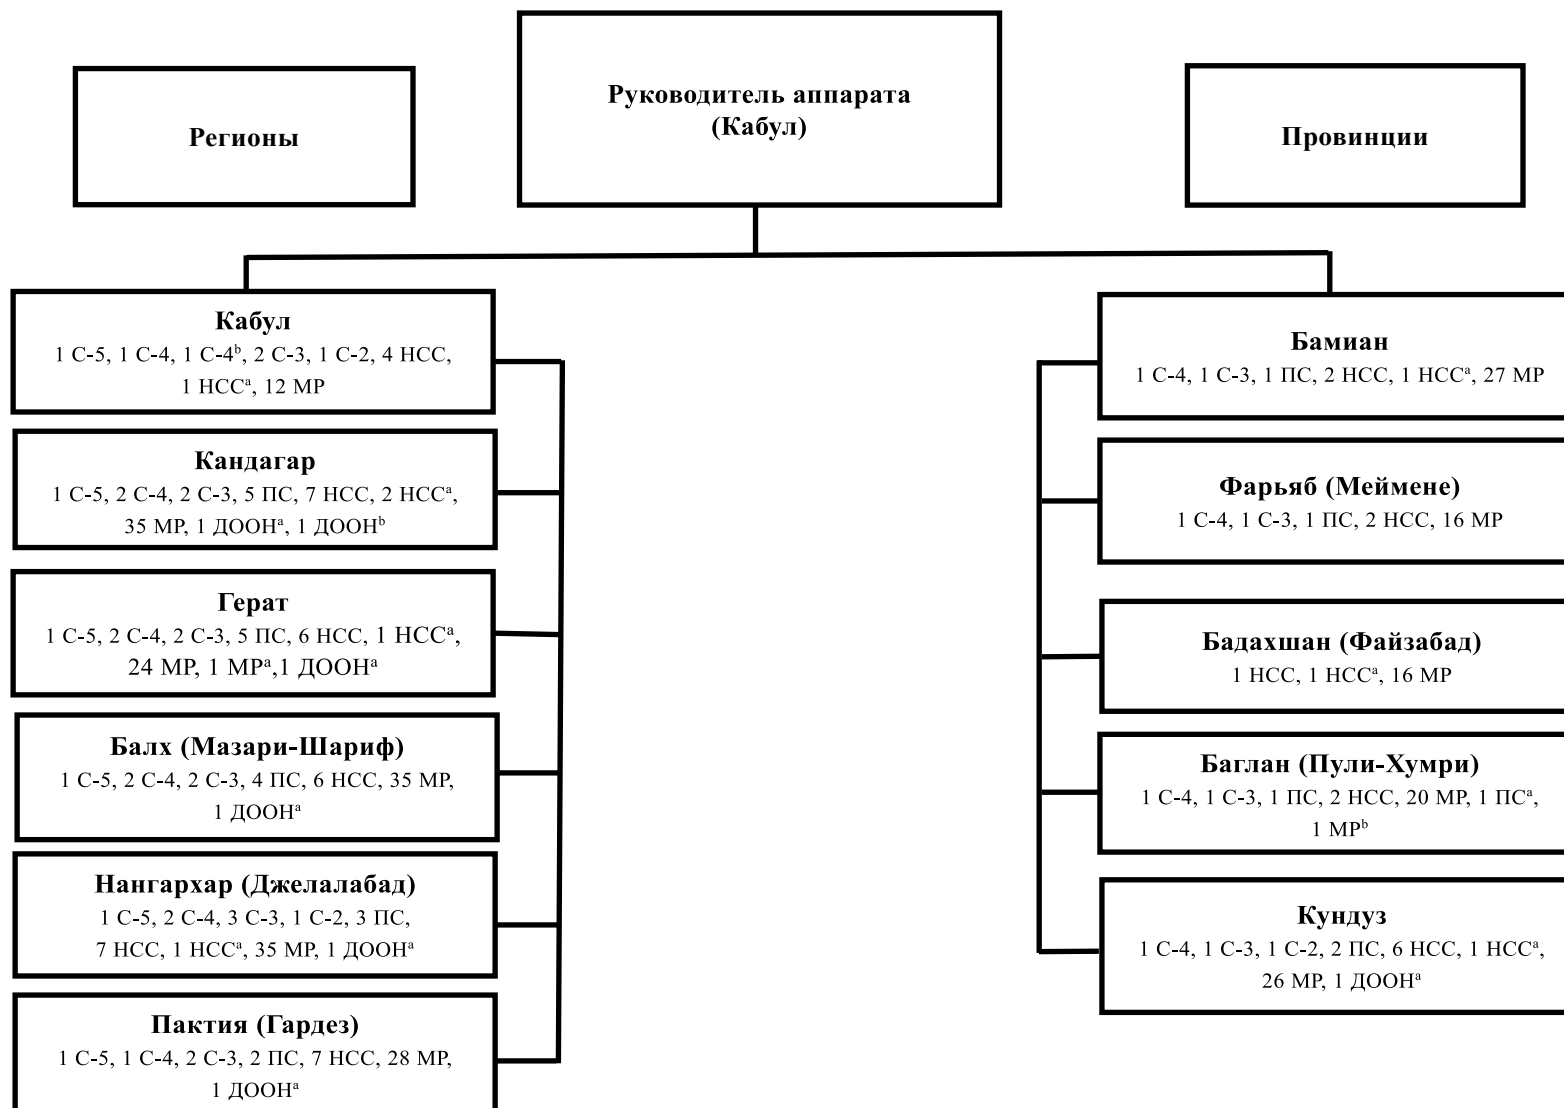 Регионы
Руководитель аппарата
(Кабул)
Провинции
Кабул
1 С-5, 1 С-4, 1 С-4ᵇ, 2 С-3, 1 С-2, 4 НСС,
1 НССᵃ, 12 МР
Кандагар
1 С-5, 2 С-4, 2 С-3, 5 ПС, 7 НСС, 2 НССᵃ,
35 МР, 1 ДООНᵃ, 1 ДООНᵇ
Герат
1 С-5, 2 С-4, 2 С-3, 5 ПС, 6 НСС, 1 НССᵃ,
24 МР, 1 МРᵃ,1 ДООНᵃ
Балх (Мазари-Шариф)
1 С-5, 2 С-4, 2 С-3, 4 ПС, 6 НСС, 35 МР,
1 ДООНᵃ
Нангархар (Джелалабад)
1 С-5, 2 С-4, 3 С-3, 1 С-2, 3 ПС,
7 НСС, 1 НССᵃ, 35 МР, 1 ДООНᵃ
Пактия (Гардез)
1 С-5, 1 С-4, 2 С-3, 2 ПС, 7 НСС, 28 МР,
1 ДООНᵃ
Бамиан
1 С-4, 1 С-3, 1 ПС, 2 НСС, 1 НССᵃ, 27 МР
Фарьяб (Меймене)
1 С-4, 1 С-3, 1 ПС, 2 НСС, 16 МР
Бадахшан (Файзабад)
1 НСС, 1 НССᵃ, 16 МР
Баглан (Пули-Хумри)
1 С-4, 1 С-3, 1 ПС, 2 НСС, 20 МР, 1 ПСᵃ,
1 МРᵇ
Кундуз
1 С-4, 1 С-3, 1 С-2, 2 ПС, 6 НСС, 1 НССᵃ,
26 МР, 1 ДООНᵃ